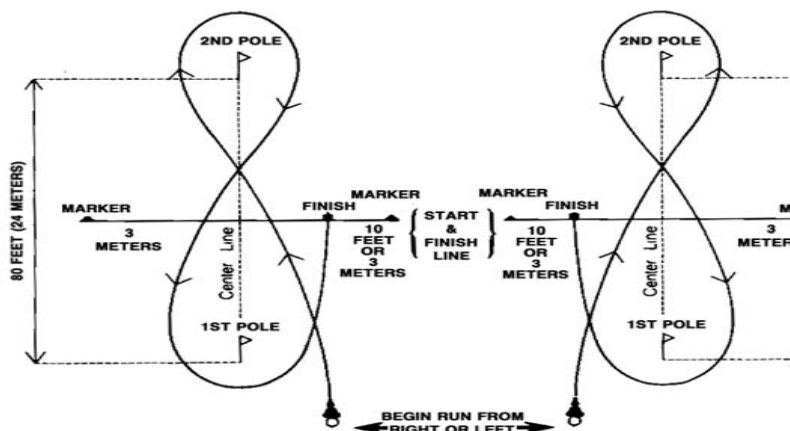 2ND POLE
80 FEET (24 METERS)
MARKER
3
METERS
FINISH
MARKER
10
FEET
OR
3
METERS
Center Line
1ST POLE
START
&
FINISH
LINE
BEGIN RUN FROM
RIGHT OR LEFT
2ND POLE
MARKER
10
FEET
OR
3
METERS
FINISH
M
3
METER
Center Line
1ST POLE